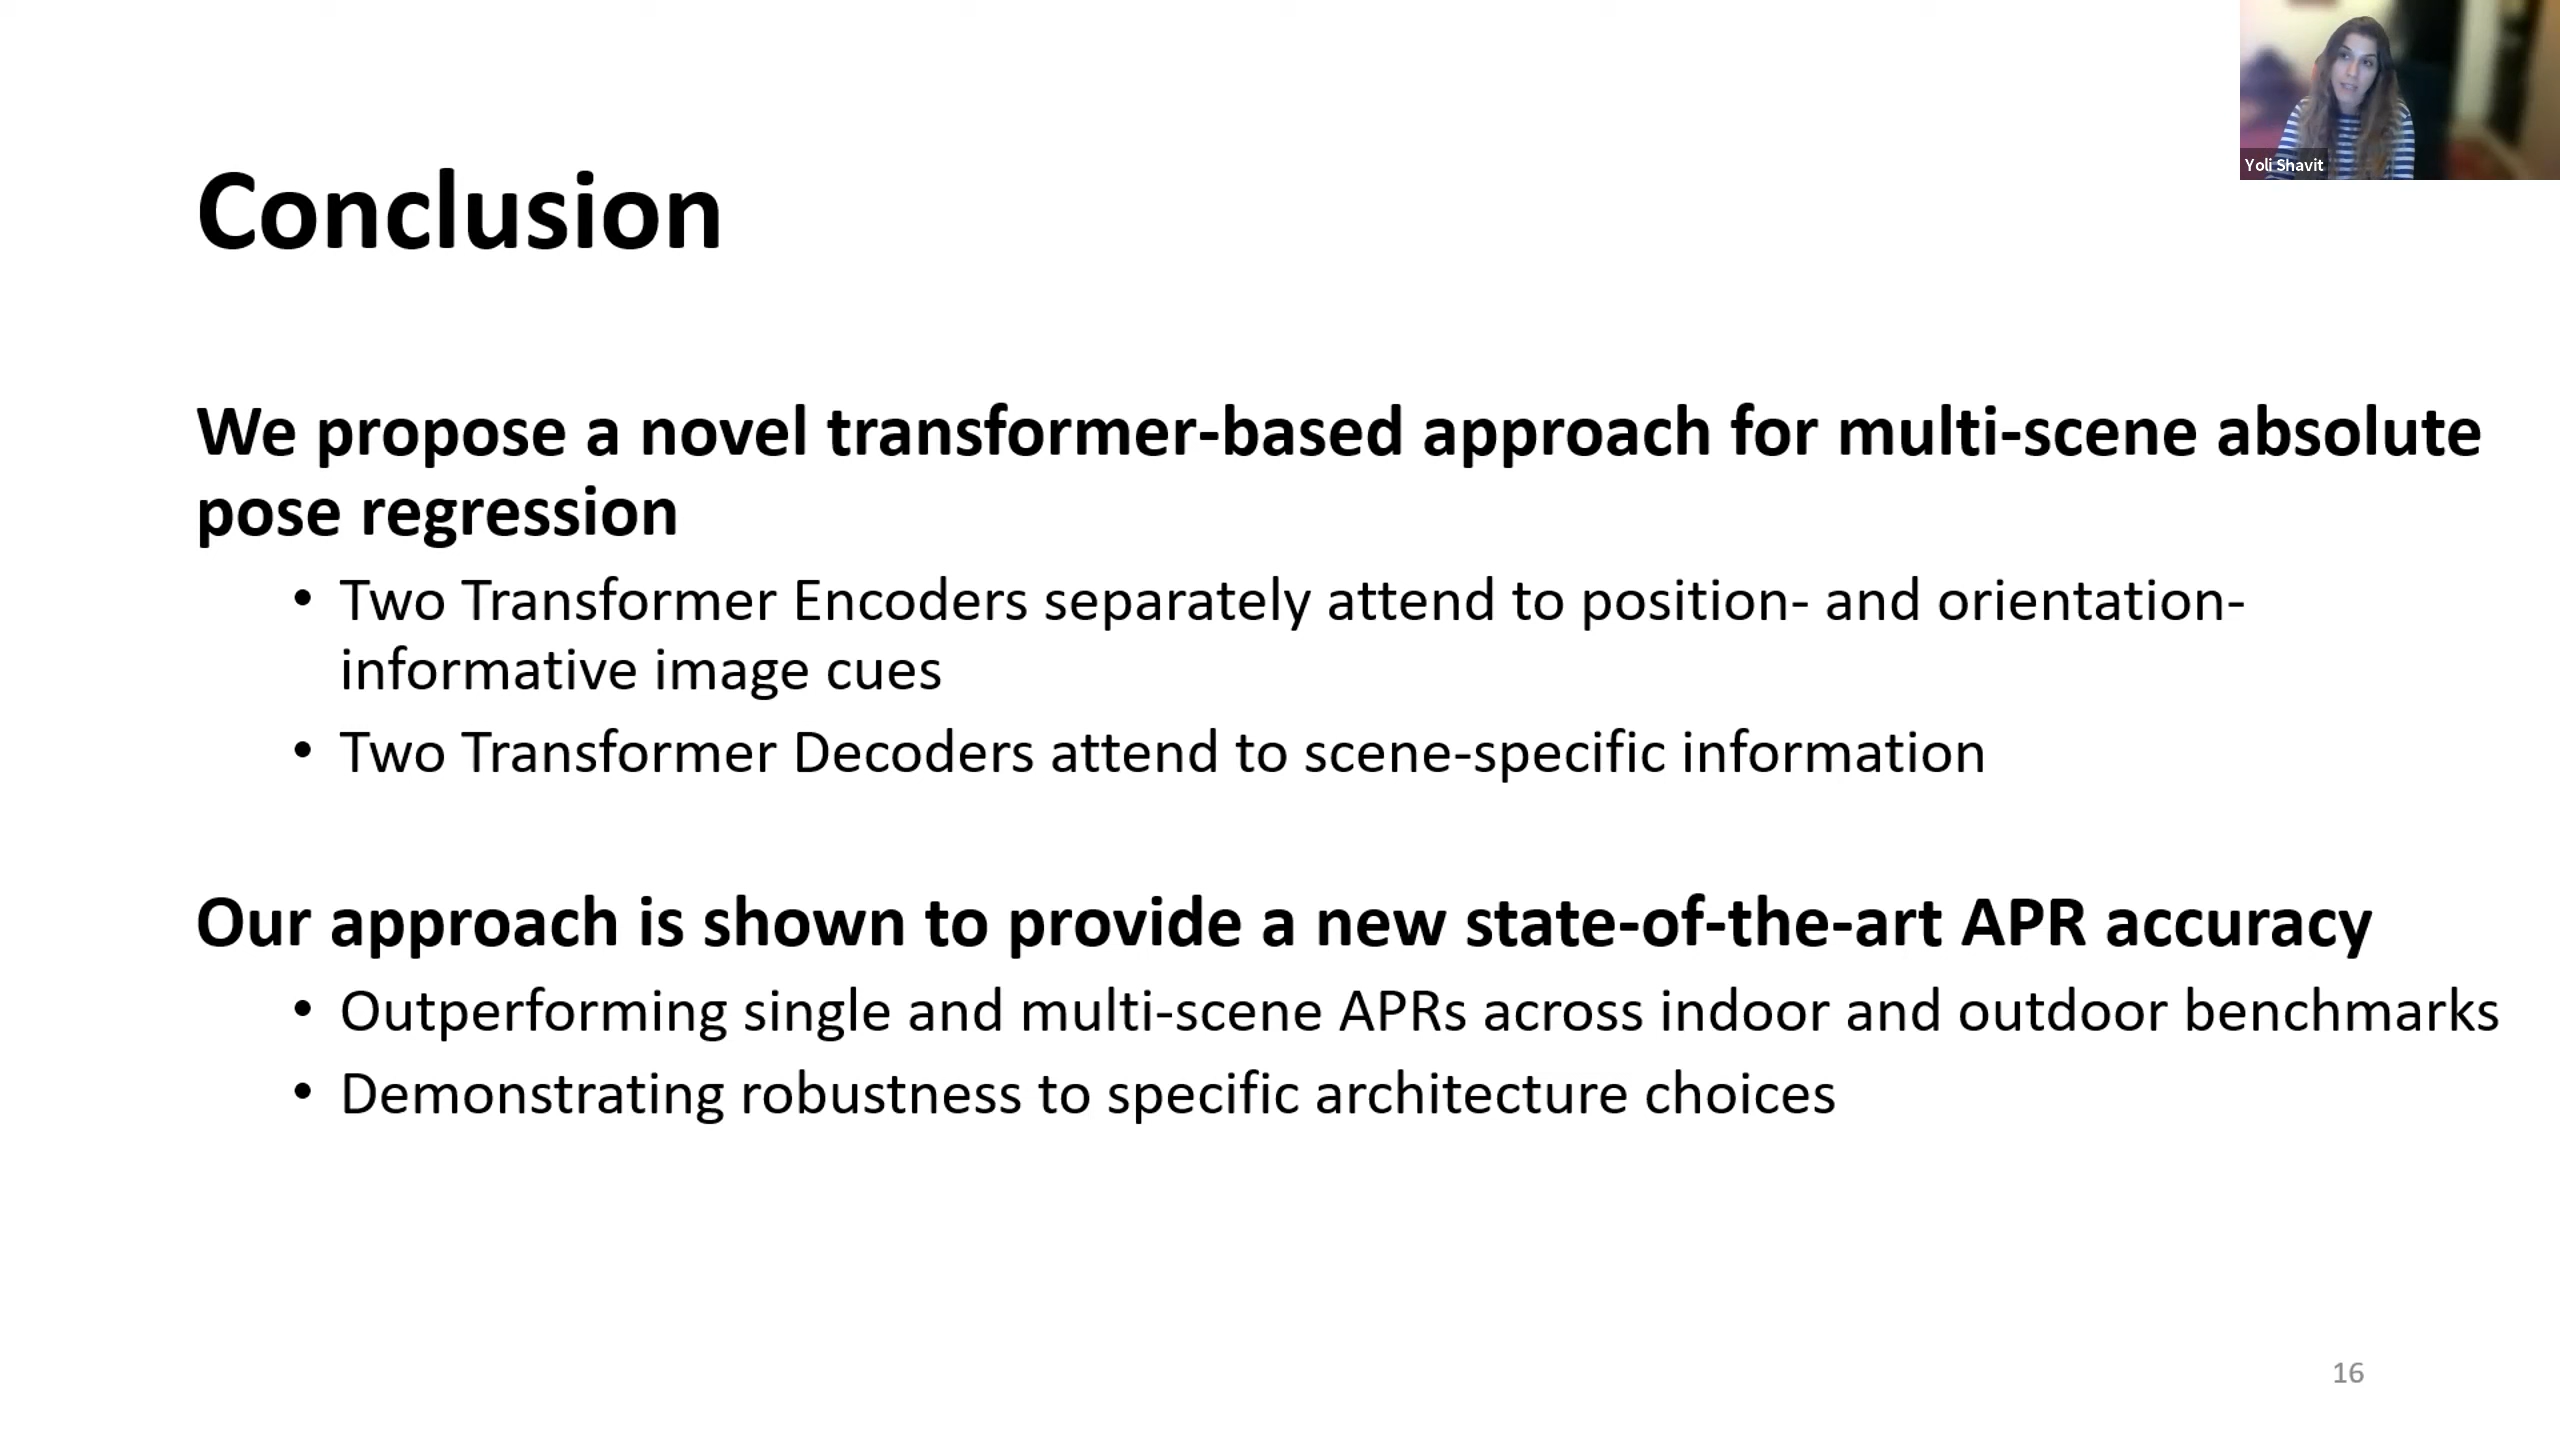 Yoli Shavit
Conclusion
We propose a novel transformer-based approach for multi-scene absolute
pose regression
• Two Transformer Encoders separately attend to position- and orientation-
informative image cues
• Two Transformer Decoders attend to scene-specific information
Our approach is shown to provide a new state-of-the-art APR accuracy
• Outperforming single and multi-scene APRs across indoor and outdoor benchmarks
• Demonstrating robustness to specific architecture choices
16